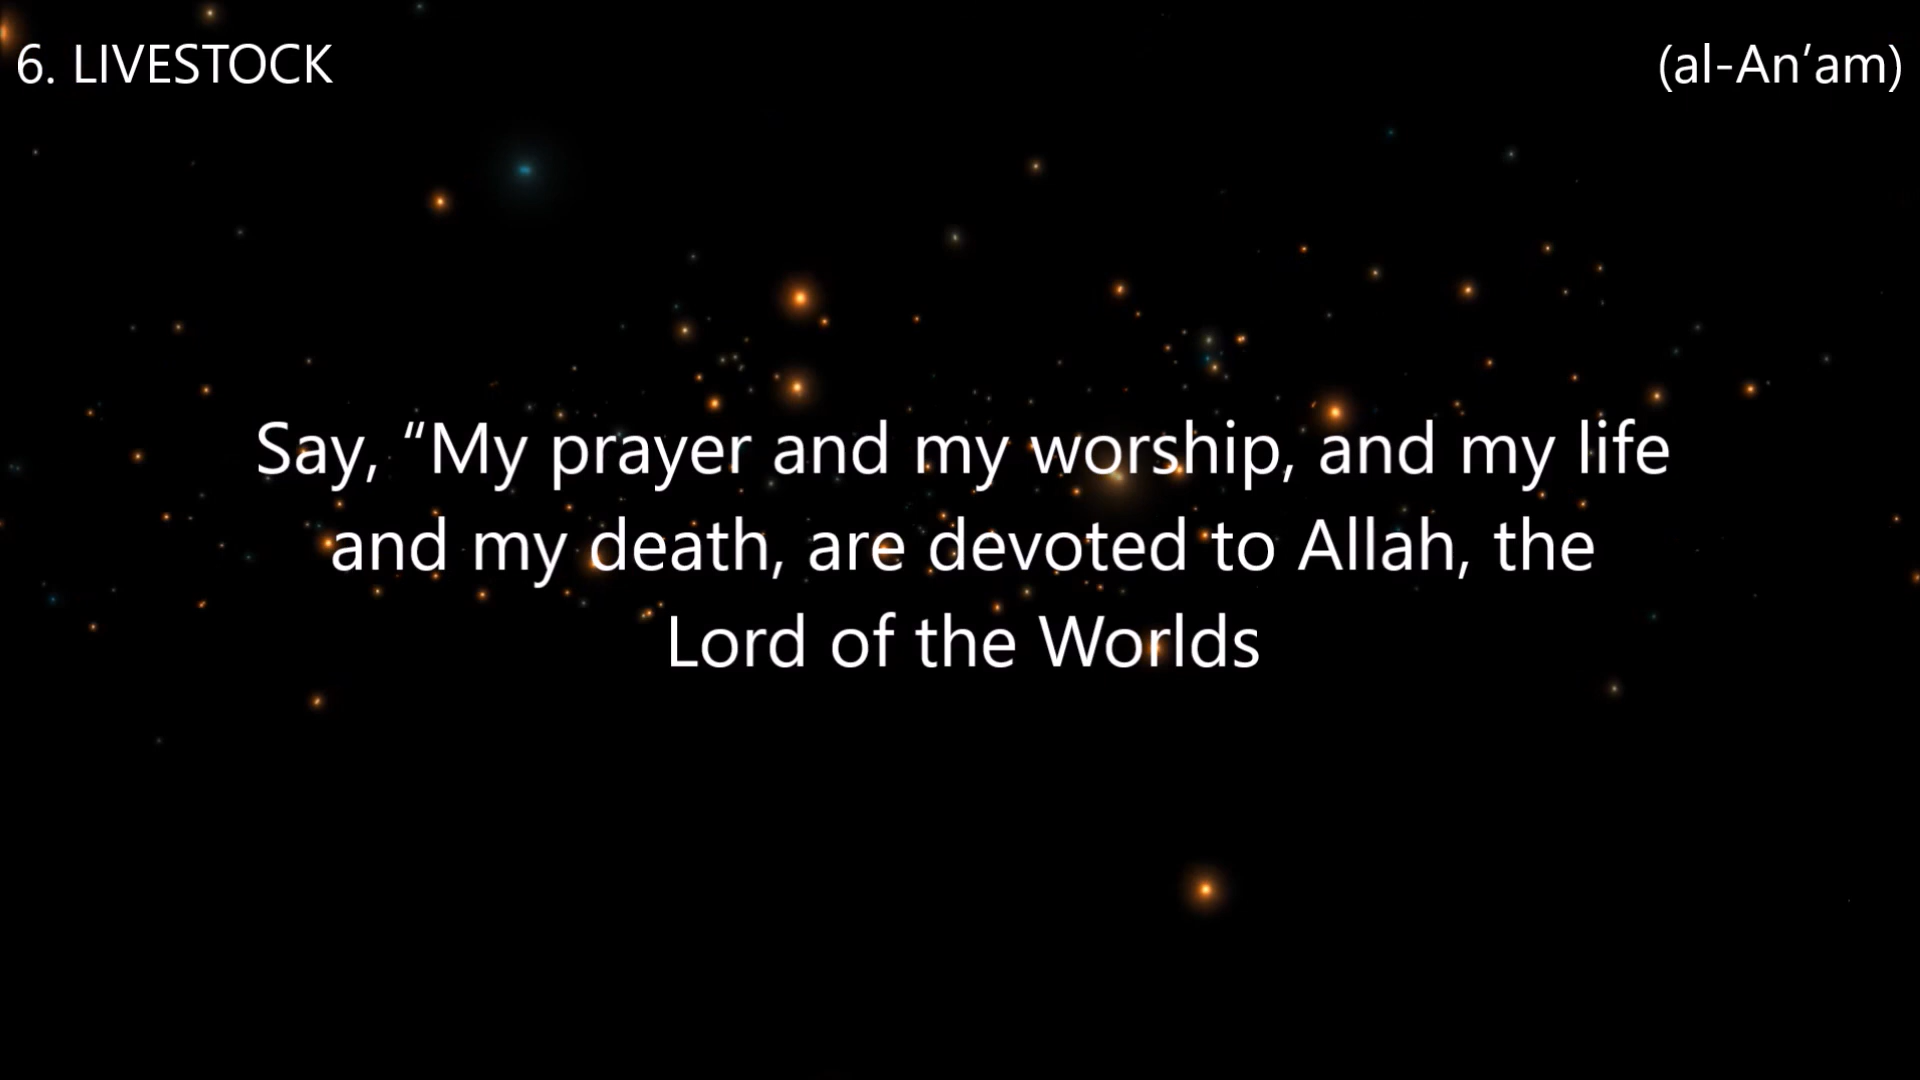 6. LIVESTOCK
(al-An’am)
Say, “My prayer and my worship, and my life
and my death, are devoted to Allah, the
Lord of the Worlds